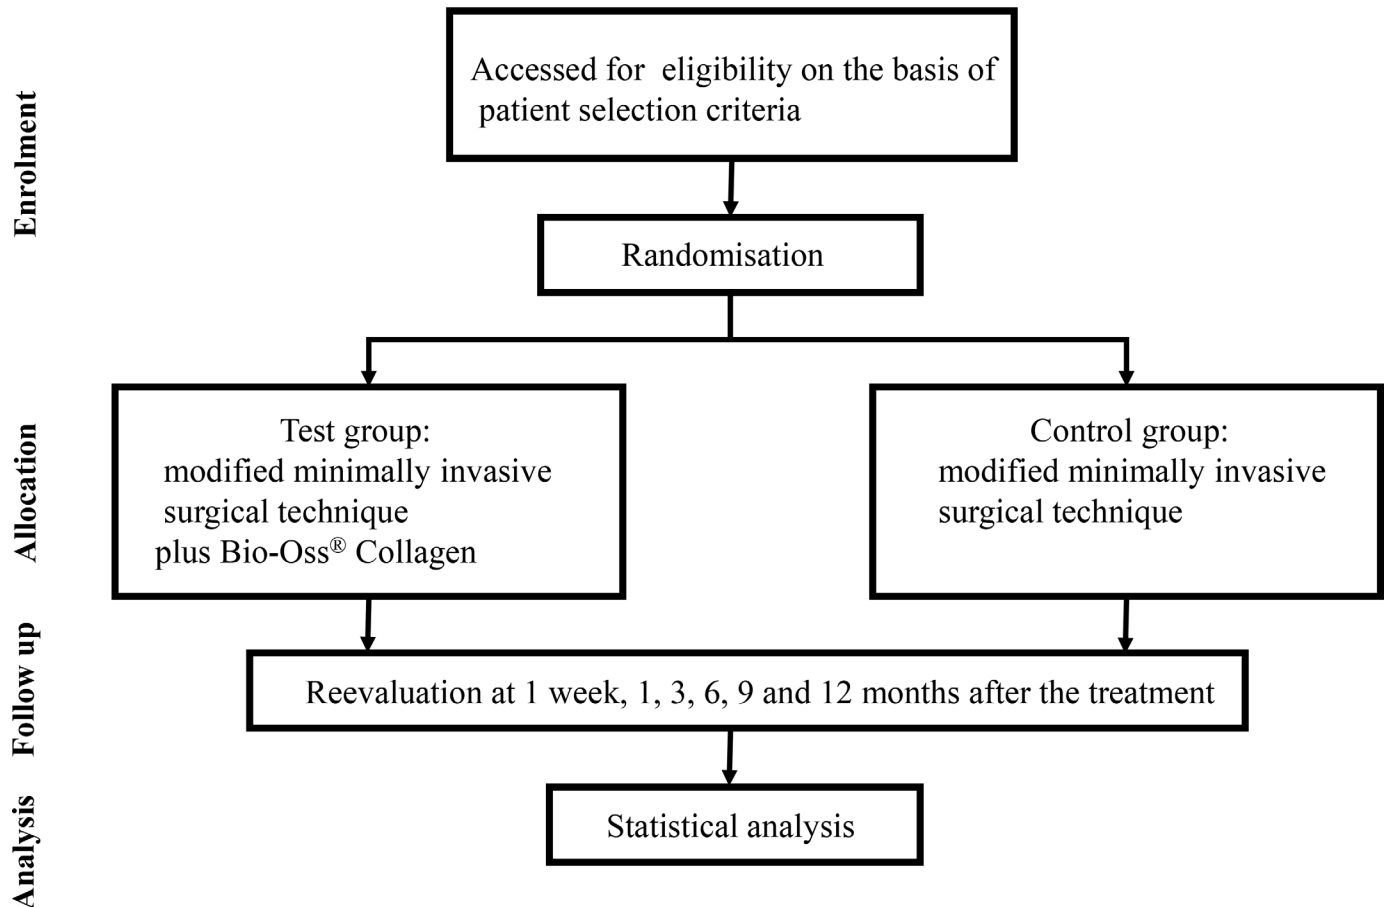 Enrolment
Accessed for eligibility on the basis of
patient selection criteria
Randomisation
Allocation
Test group:
modified minimally invasive
surgical technique
plus Bio-Oss® Collagen
Control group:
modified minimally invasive
surgical technique
Follow up
Reevaluation at 1 week, 1, 3, 6, 9 and 12 months after the treatment
Analysis
Statistical analysis